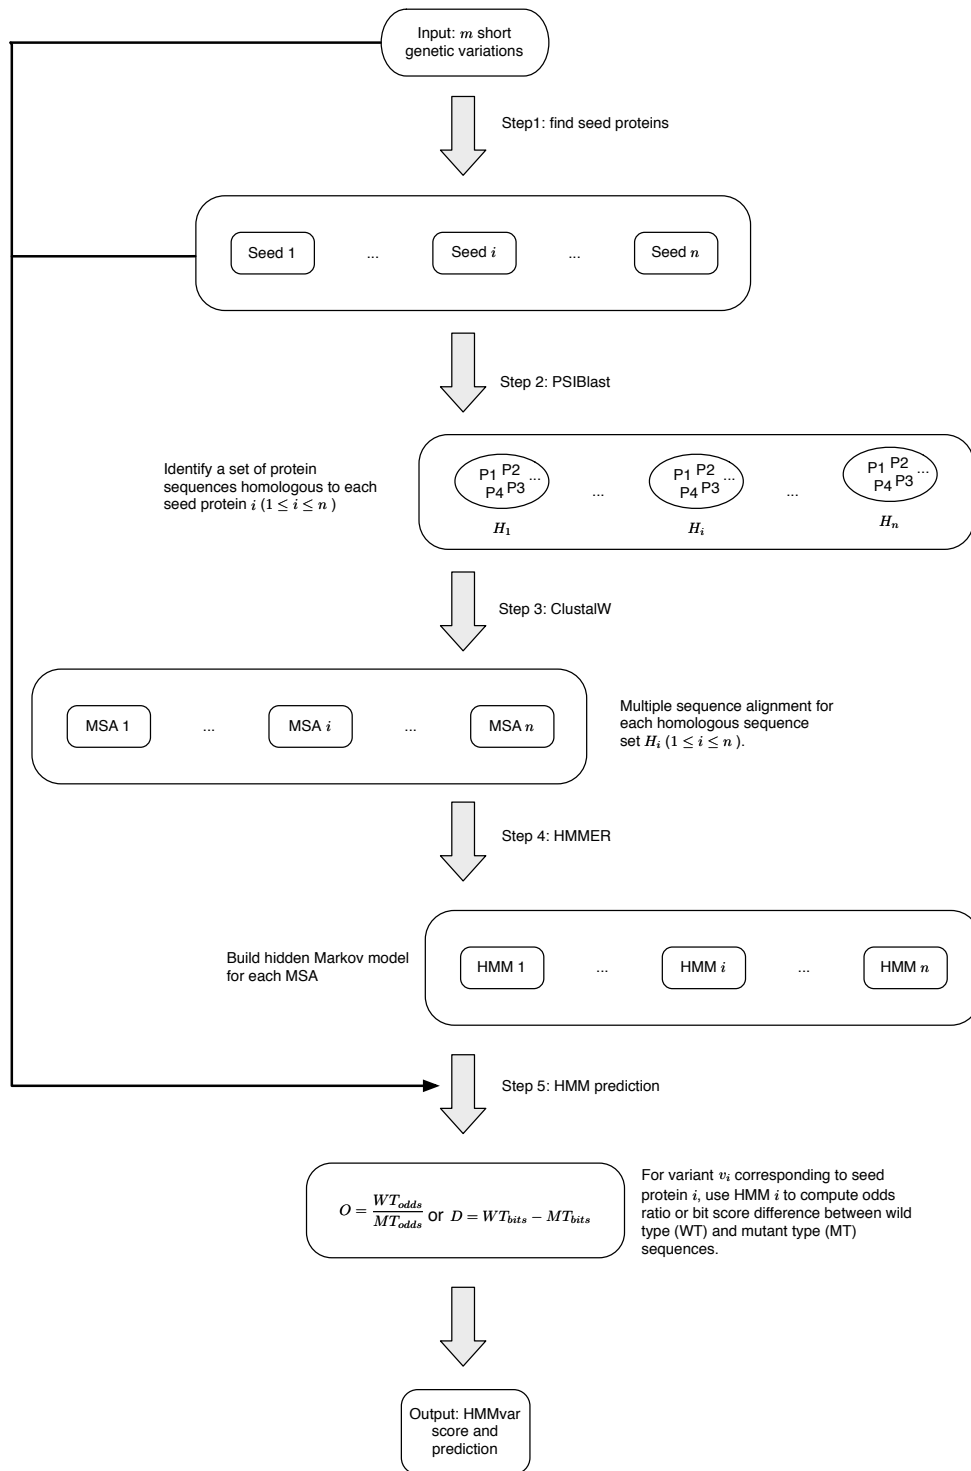 Input: m short
genetic variations
Step1: find seed proteins
Seed 1 ... Seed i ... Seed n
Step 2: PSIBlast
Identify a set of protein
sequences homologous to each
seed protein i (1 ≤ i ≤ n )
P1 P2 ...
P4 P3
H₁
...
P1 P2 ...
P4 P3
Hᵢ
...
P1 P2 ...
P4 P3
Hₙ
Step 3: ClustalW
MSA 1 ... MSA i ... MSA n
Multiple sequence alignment for
each homologous sequence
set Hᵢ (1 ≤ i ≤ n ).
Step 4: HMMER
Build hidden Markov model
for each MSA
HMM 1 ... HMM i ... HMM n
Step 5: HMM prediction
O = WT_odds / MT_odds or D = WT_bits − MT_bits
For variant vᵢ corresponding to seed
protein i, use HMM i to compute odds
ratio or bit score difference between wild
type (WT) and mutant type (MT)
sequences.
Output: HMMvar
score and
prediction